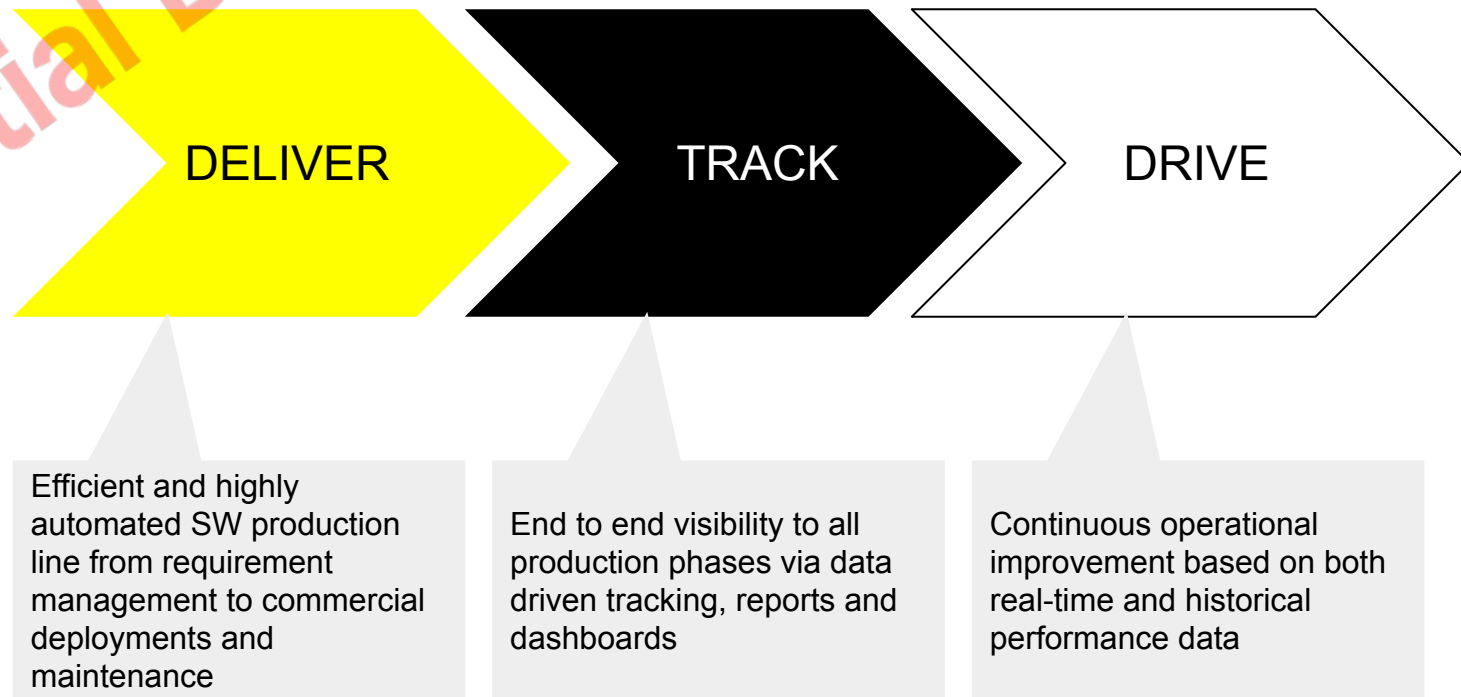 DELIVER
TRACK
DRIVE
Efficient and highly
automated SW production
line from requirement
management to commercial
deployments and
maintenance
End to end visibility to all
production phases via data
driven tracking, reports and
dashboards
Continuous operational
improvement based on both
real-time and historical
performance data